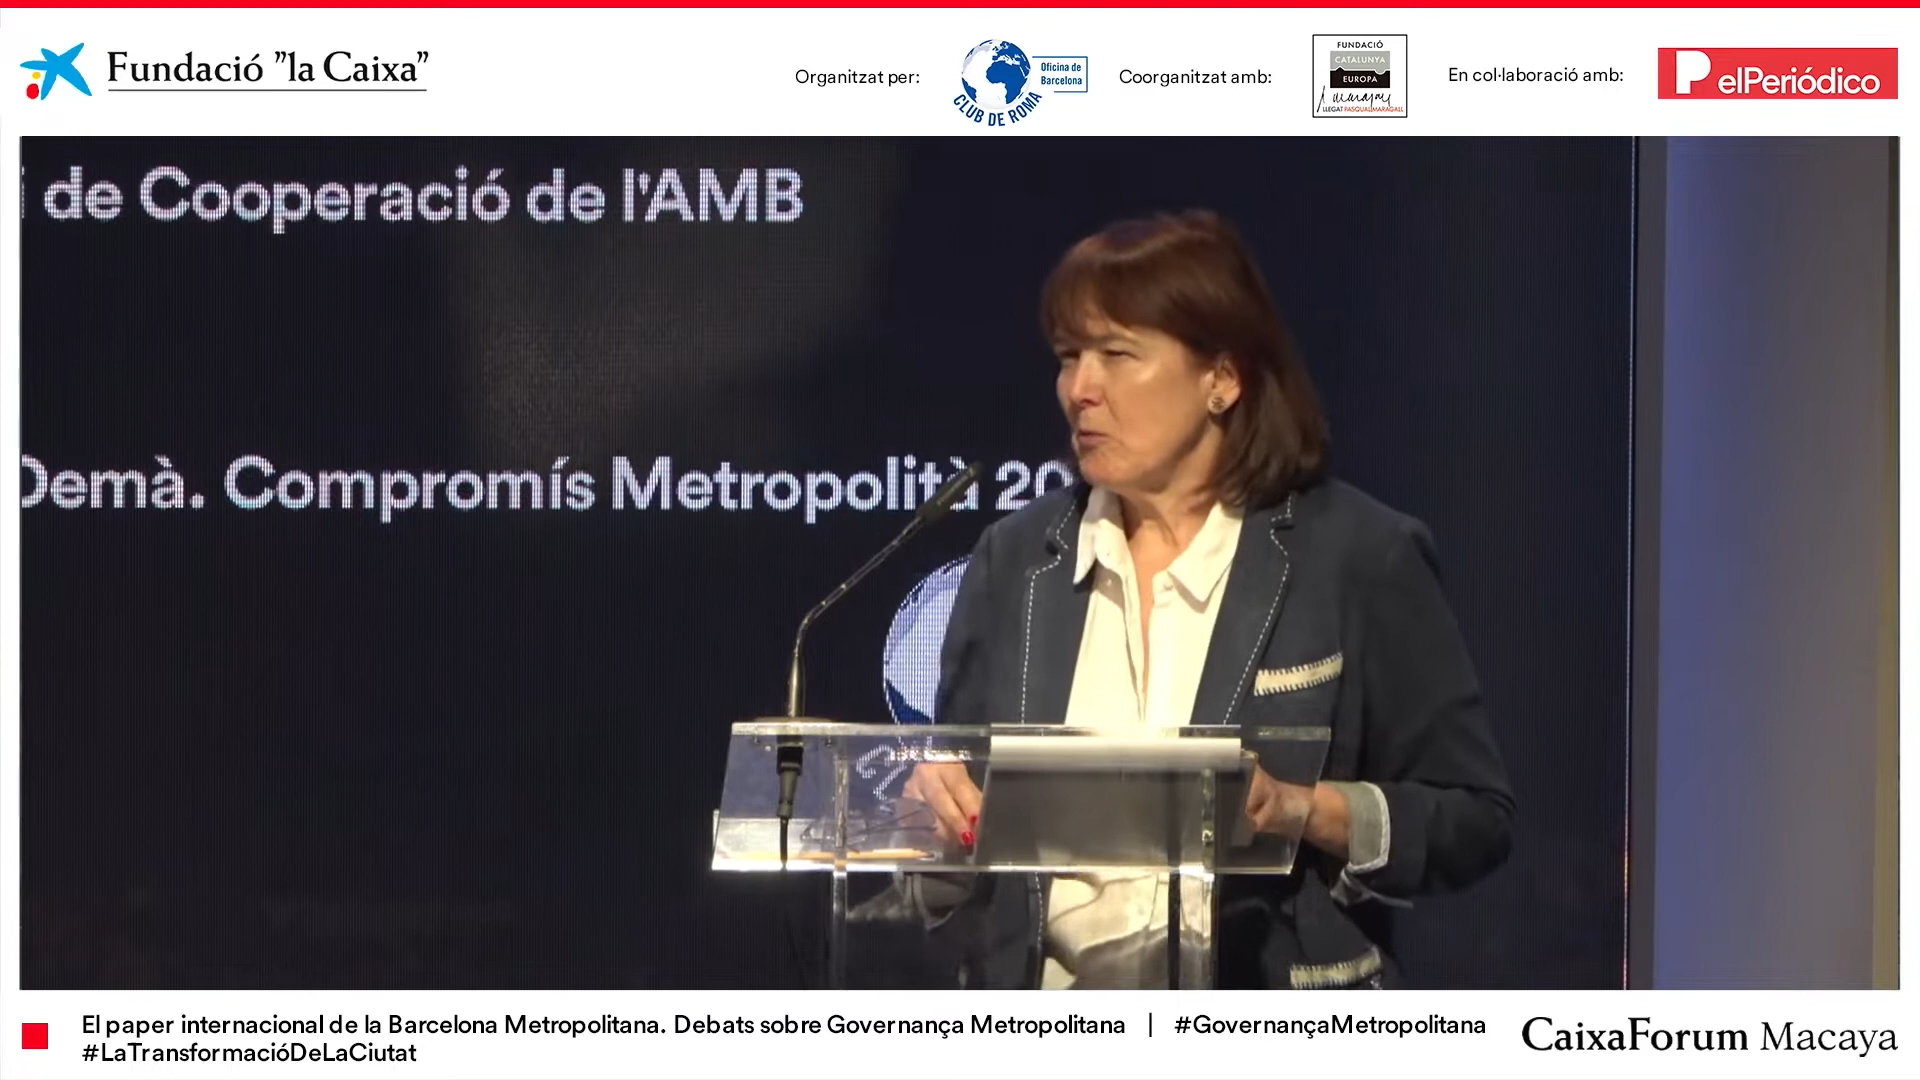 Fundació "la Caixa"
Organitzat per:
CLUB DE ROMA
Oficina de
Barcelona
Coorganitzat amb:
FUNDACIÓ
CATALUNYA
EUROPA
LLEGAT PASQUAL MARAGALL
En col·laboració amb:
elPeriódico
de Cooperació de l'AMB
Demà. Compromís Metropolità 20
El paper internacional de la Barcelona Metropolitana. Debats sobre Governança Metropolitana | #GovernançaMetropolitana
#LaTransformacióDeLaCiutat
CaixaForum Macaya